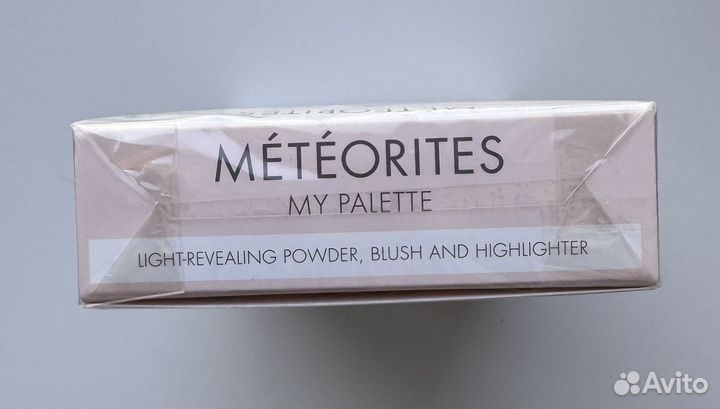 MÉTÉORITES
MY PALETTE
LIGHT-REVEALING POWDER, BLUSH AND HIGHLIGHTER
Avito